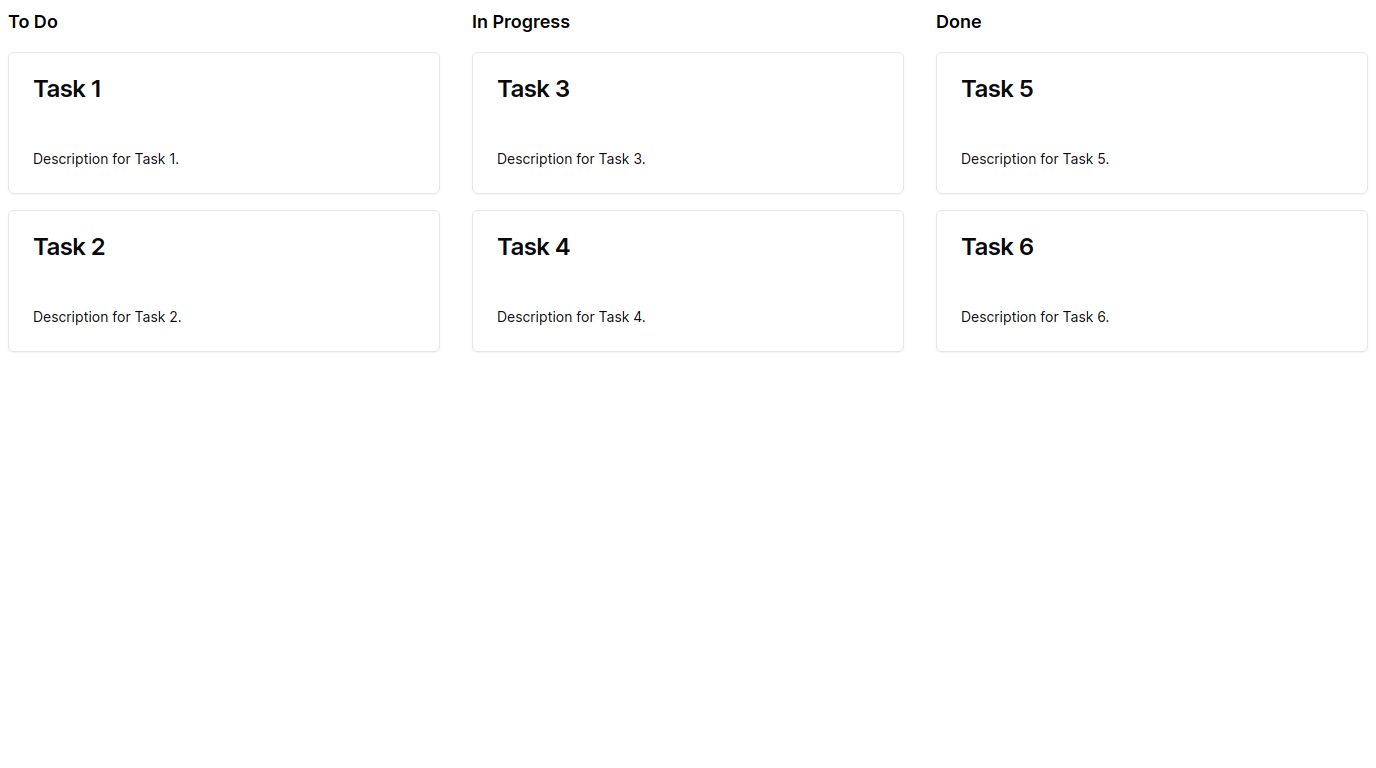 To Do
Task 1
Description for Task 1.
Task 2
Description for Task 2.
In Progress
Task 3
Description for Task 3.
Task 4
Description for Task 4.
Done
Task 5
Description for Task 5.
Task 6
Description for Task 6.